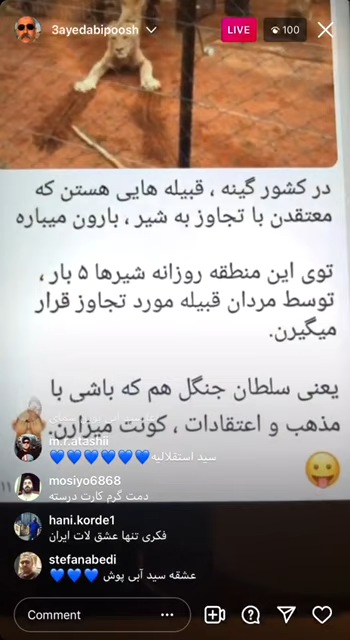 3ayedabipoosh
LIVE
100
در کشور گینه ، قبیله هایی هستن که
معتقدن با تجاوز به شیر ، بارون میباره
توی این منطقه روزانه شیرها ۵ بار ،
توسط مردان قبیله مورد تجاوز قرار
میگیرن.
یعنی سلطان جنگل هم که باشی با
مذهب و اعتقادات ، کونت میزارن.
m.r.atashii
سید استقلالیه💙💙💙💙💙💙
mosiyo6868
دمت گرم کارت درسته
hani.korde1
فکری تنها عشق لات ایران
stefanabedi
عشقه سید آبی پوش 💙💙💙
Comment